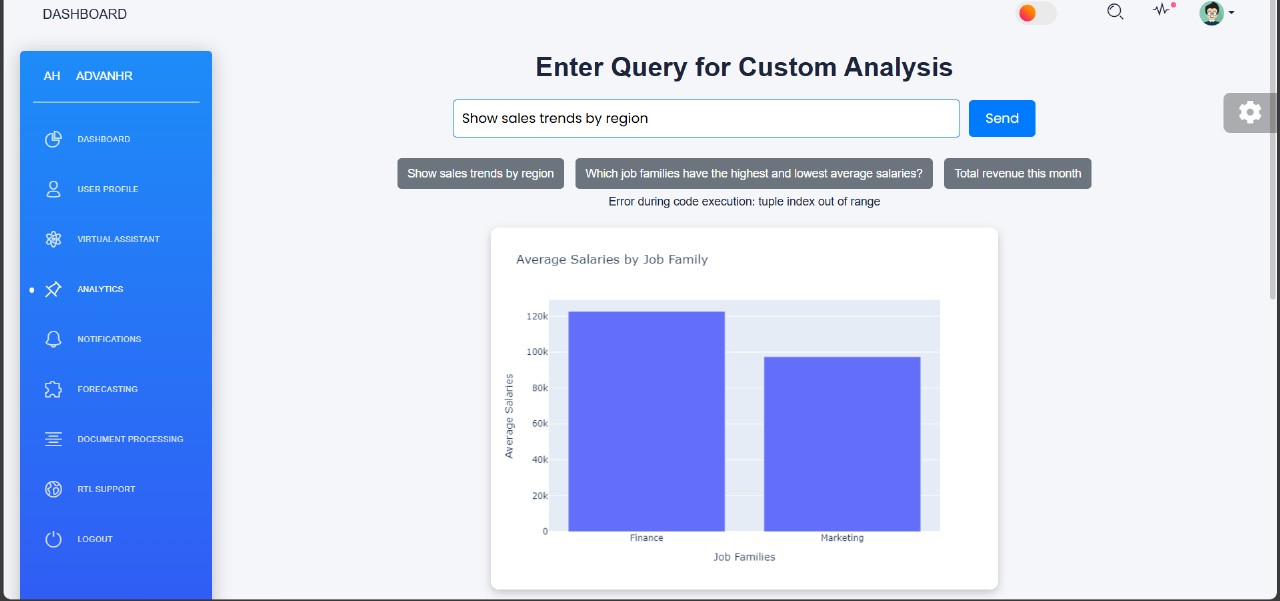 DASHBOARD
AH ADVANHR
DASHBOARD
USER PROFILE
VIRTUAL ASSISTANT
ANALYTICS
NOTIFICATIONS
FORECASTING
DOCUMENT PROCESSING
RTL SUPPORT
LOGOUT
Enter Query for Custom Analysis
Show sales trends by region
Send
Show sales trends by region
Which job families have the highest and lowest average salaries?
Total revenue this month
Error during code execution: tuple index out of range
Average Salaries by Job Family
Average Salaries
120k
100k
80k
60k
40k
20k
0
Finance
Marketing
Job Families